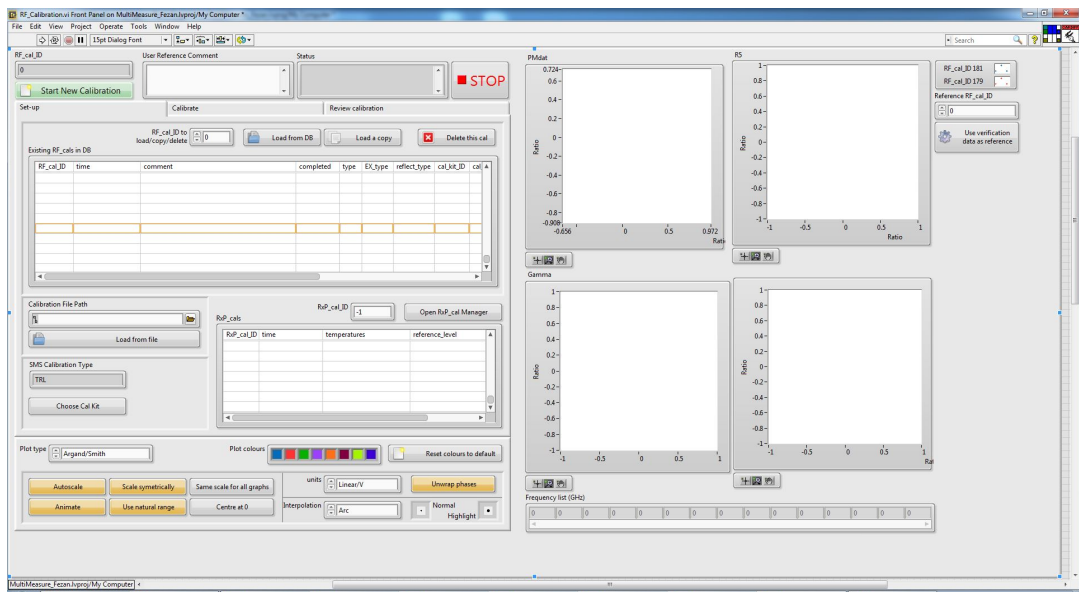 RF_Calibration.vi Front Panel on MultiMeasure_Fezan.lvproj/My Computer *
File Edit View Project Operate Tools Window Help
15pt Dialog Font
Search
RF_cal_ID
0
User Reference Comment
Status
STOP
Start New Calibration
Set-up
Calibrate
Review calibration
RF_cal_ID to
load/copy/delete
0
Load from DB
Load a copy
Delete this cal
Existing RF_cals in DB
RF_cal_ID time comment completed type EX_type reflect_type cal_kit_ID cal
Calibration File Path
Load from file
SMS Calibration Type
TRL
Choose Cal Kit
RxP_cal_ID
-1
Open RxP_cal Manager
RxP_cals
RxP_cal_ID time temperatures reference_level
Plot type
Argand/Smith
Plot colours
Reset colours to default
Autoscale
Scale symetrically
Same scale for all graphs
units
Linear/V
Unwrap phases
Animate
Use natural range
Centre at 0
Interpolation
Arc
Normal
Highlight
PMdat
0.724
0.6
0.4
0.2
0
-0.2
-0.4
-0.6
-0.8
-0.909
Ratio
-0.656 0 0.5 0.972
Ratio
R5
1
0.8
0.6
0.4
0.2
0
-0.2
-0.4
-0.6
-0.8
-1
Ratio
-1 -0.5 0 0.5 1
Ratio
RF_cal_ID 181
RF_cal_ID 179
Reference RF_cal_ID
0
Use verification
data as reference
Gamma
1
0.8
0.6
0.4
0.2
0
-0.2
-0.4
-0.6
-0.8
-1
Ratio
-1 -0.5 0 0.5 1
1
0.8
0.6
0.4
0.2
0
-0.2
-0.4
-0.6
-0.8
-1
Ratio
-1 -0.5 0 0.5 1
Rat
Frequency list (GHz)
0 0 0 0 0 0 0 0 0 0 0
MultiMeasure_Fezan.lvproj/My Computer